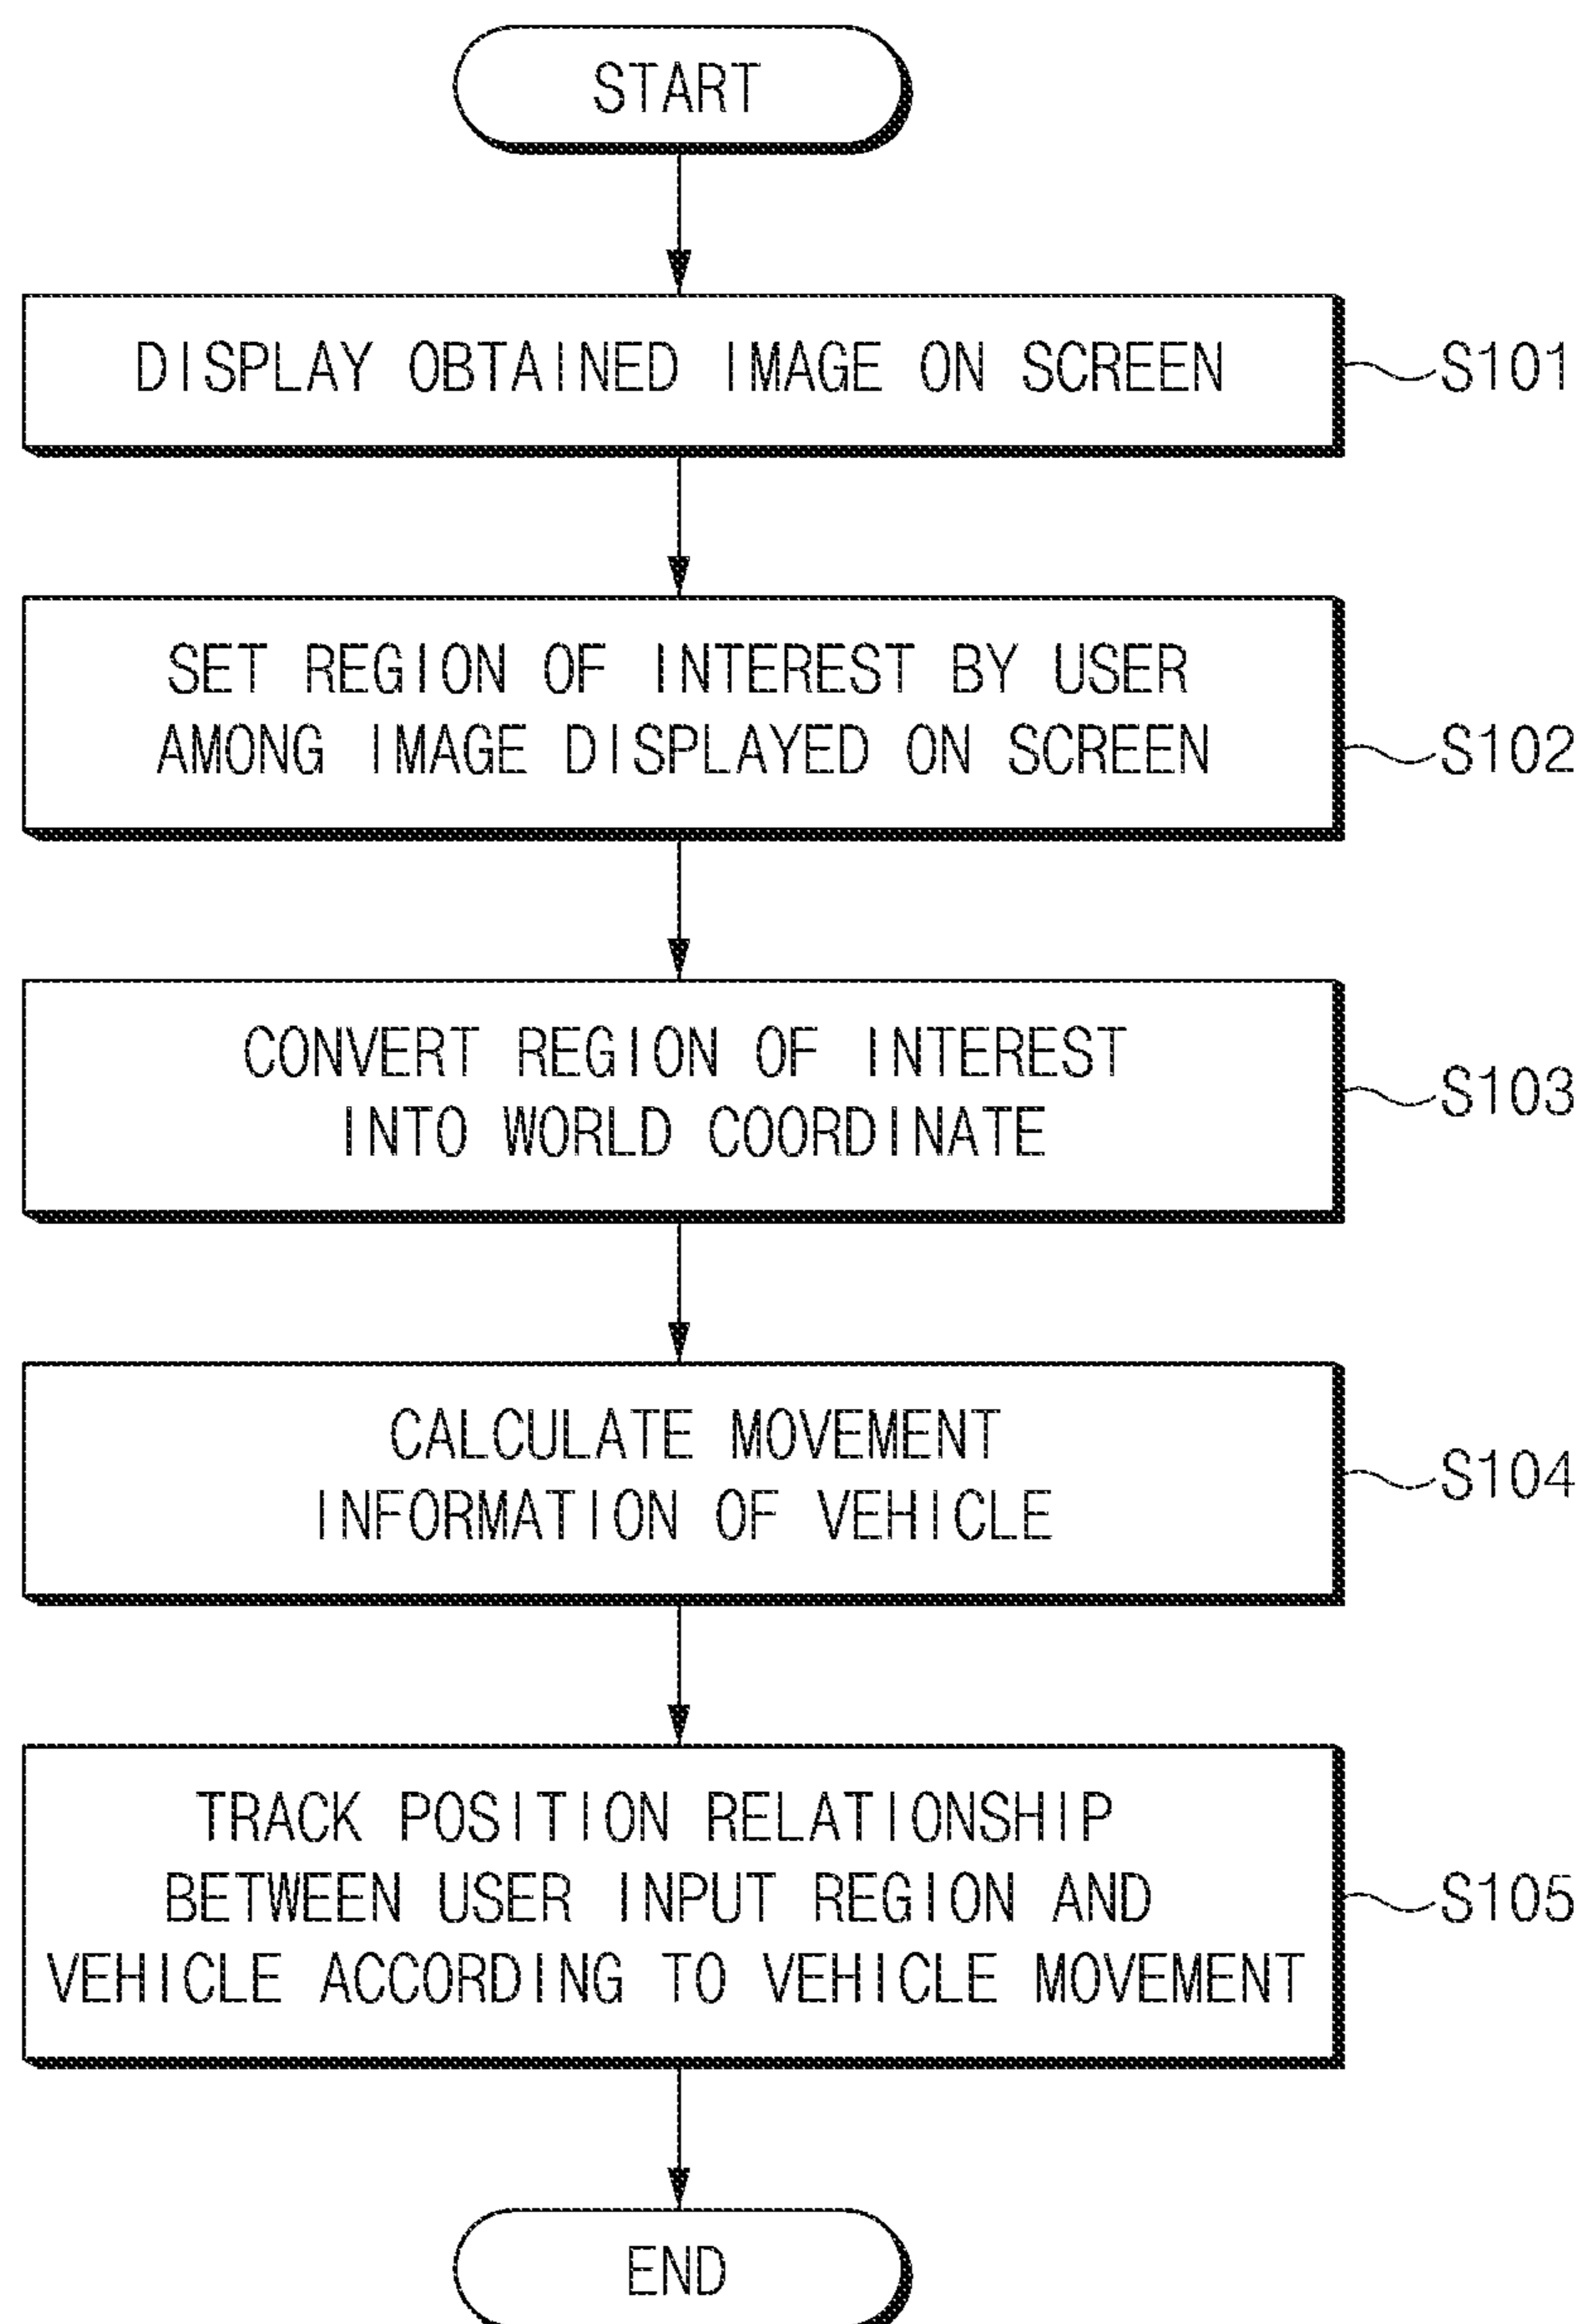 START
DISPLAY OBTAINED IMAGE ON SCREEN
S101
SET REGION OF INTEREST BY USER
AMONG IMAGE DISPLAYED ON SCREEN
S102
CONVERT REGION OF INTEREST
INTO WORLD COORDINATE
S103
CALCULATE MOVEMENT
INFORMATION OF VEHICLE
S104
TRACK POSITION RELATIONSHIP
BETWEEN USER INPUT REGION AND
VEHICLE ACCORDING TO VEHICLE MOVEMENT
S105
END